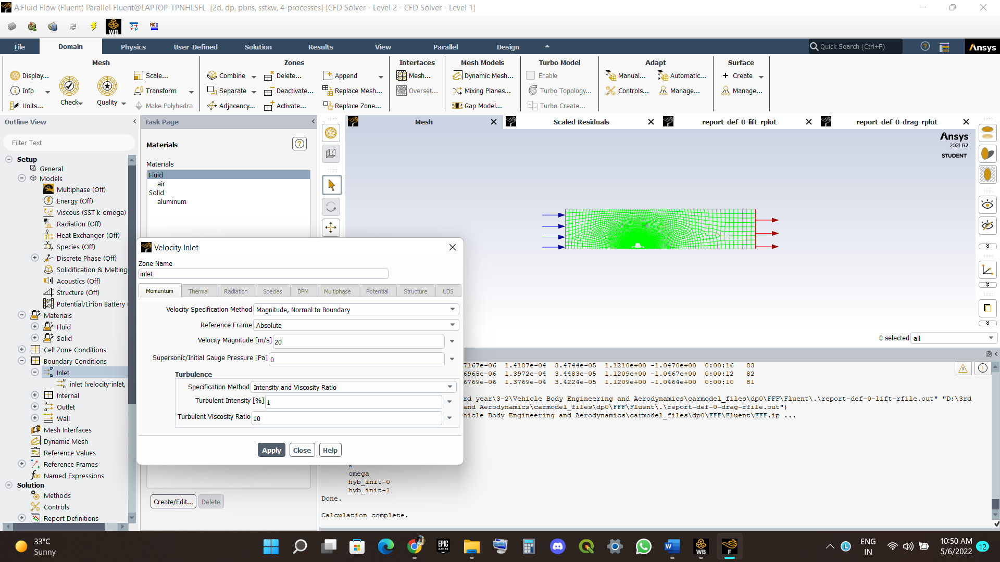 A:Fluid Flow (Fluent) Parallel Fluent@LAPTOP-TPNHLSFL [2d, dp, pbns, sstkw, 4-processes] [CFD Solver - Level 2 - CFD Solver - Level 1]
WB
File Domain Physics User-Defined Solution Results View Parallel Design Quick Search (Ctrl+F) Ansys
Mesh Zones Interfaces Mesh Models Turbo Model Adapt Surface
Display... Scale... Combine Delete... Append Mesh... Dynamic Mesh... Enable Manual... Automatic... Create
Info Check Quality Transform Separate Deactivate... Replace Mesh... Overset... Mixing Planes... Turbo Topology... Controls... Manage... Manage...
Units... Make Polyhedra Adjacency... Activate... Replace Zone... Gap Model... Turbo Create...
Outline View
Filter Text
Setup
General
Models
Multiphase (Off)
Energy (Off)
Viscous (SST k-omega)
Radiation (Off)
Heat Exchanger (Off)
Species (Off)
Discrete Phase (Off)
Solidification & Melting
Acoustics (Off)
Structure (Off)
Potential/Li-ion Battery
Materials
Fluid
Solid
Cell Zone Conditions
Boundary Conditions
Inlet
inlet (velocity-inlet,
Internal
Outlet
Wall
Mesh Interfaces
Dynamic Mesh
Reference Values
Reference Frames
Named Expressions
Solution
Methods
Controls
Report Definitions
Task Page
Materials
Materials
Fluid
air
Solid
aluminum
Create/Edit... Delete
Mesh Scaled Residuals report-def-0-lift-rplot report-def-0-drag-rplot
Ansys
2021 R2
STUDENT
0 selected all
Velocity Inlet
Zone Name
inlet
Momentum Thermal Radiation Species DPM Multiphase Potential Structure UDS
Velocity Specification Method Magnitude, Normal to Boundary
Reference Frame Absolute
Velocity Magnitude [m/s] 20
Supersonic/Initial Gauge Pressure [Pa] 0
Turbulence
Specification Method Intensity and Viscosity Ratio
Turbulent Intensity [%] 1
Turbulent Viscosity Ratio 10
Apply Close Help
7167e-06 1.4187e-04 3.4744e-05 1.1210e+00 -1.0470e+00 0:00:16 83
6965e-06 1.3972e-04 3.4483e-05 1.1209e+00 -1.0467e+00 0:00:12 82
6769e-06 1.3769e-04 3.4224e-05 1.1209e+00 -1.0464e+00 0:00:10 81
rd year\3-2\Vehicle Body Engineering and Aerodynamics\carmodel_files\dp0\FFF\Fluent\.\report-def-0-lift-rfile.out" "D:\3rd
and Aerodynamics\carmodel_files\dp0\FFF\Fluent\.\report-def-0-drag-rfile.out")
hicle Body Engineering and Aerodynamics\carmodel_files\dp0\FFF\Fluent\FFF.ip ...
k
omega
hyb_init-0
hyb_init-1
Done.
Calculation complete.
33°C
Sunny
EPIC GAMES
WB
F
ENG
IN
10:50 AM
5/6/2022
12